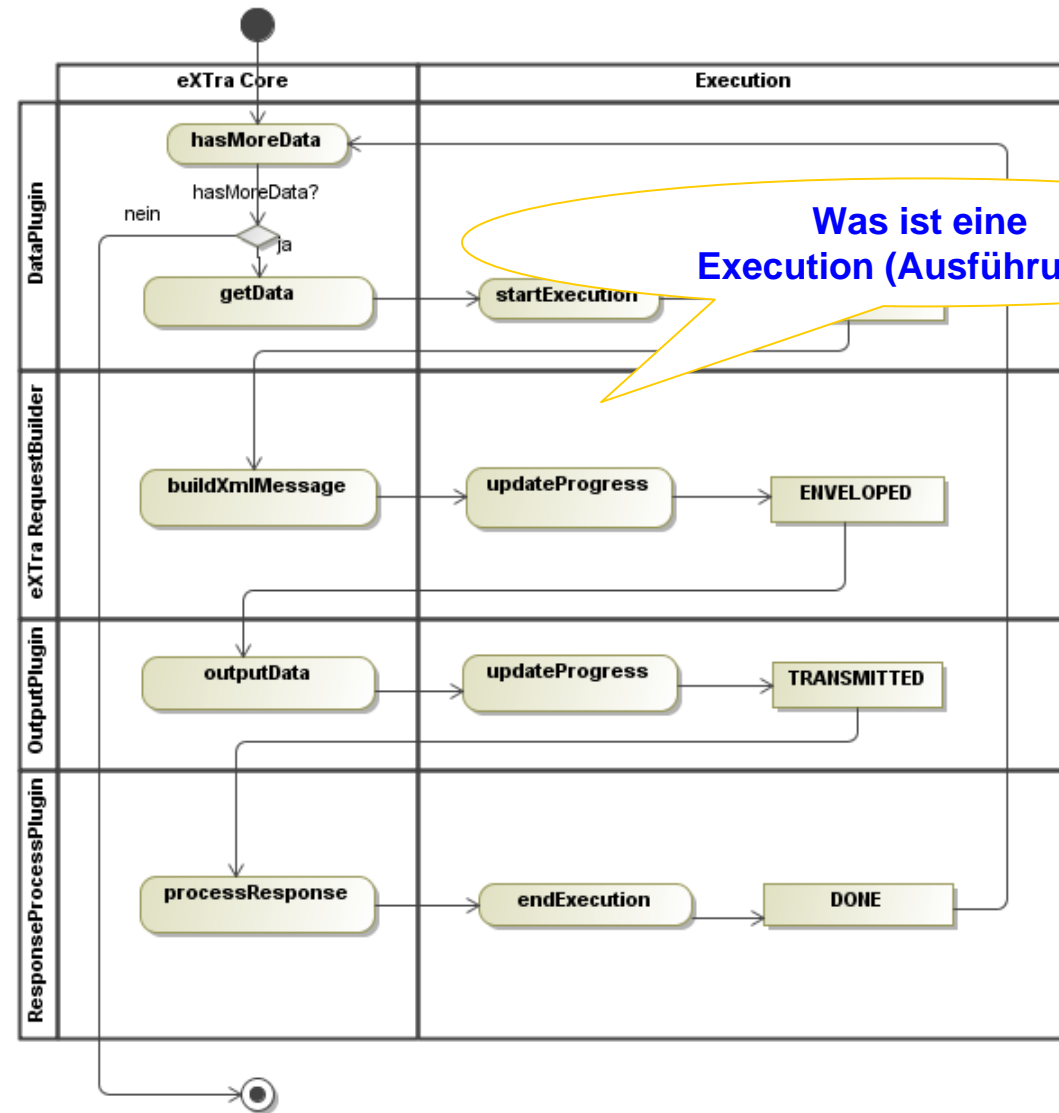 eXTra Core
Execution
DataPlugin
hasMoreData
hasMoreData?
nein
ja
Was ist eine
Execution
getData
startExecution
eXTra RequestBuilder
buildXmlMessage
updateProgress
ENVELOPED
OutputPlugin
outputData
updateProgress
TRANSMITTED
ResponseProcessPlugin
processResponse
endExecution
DONE